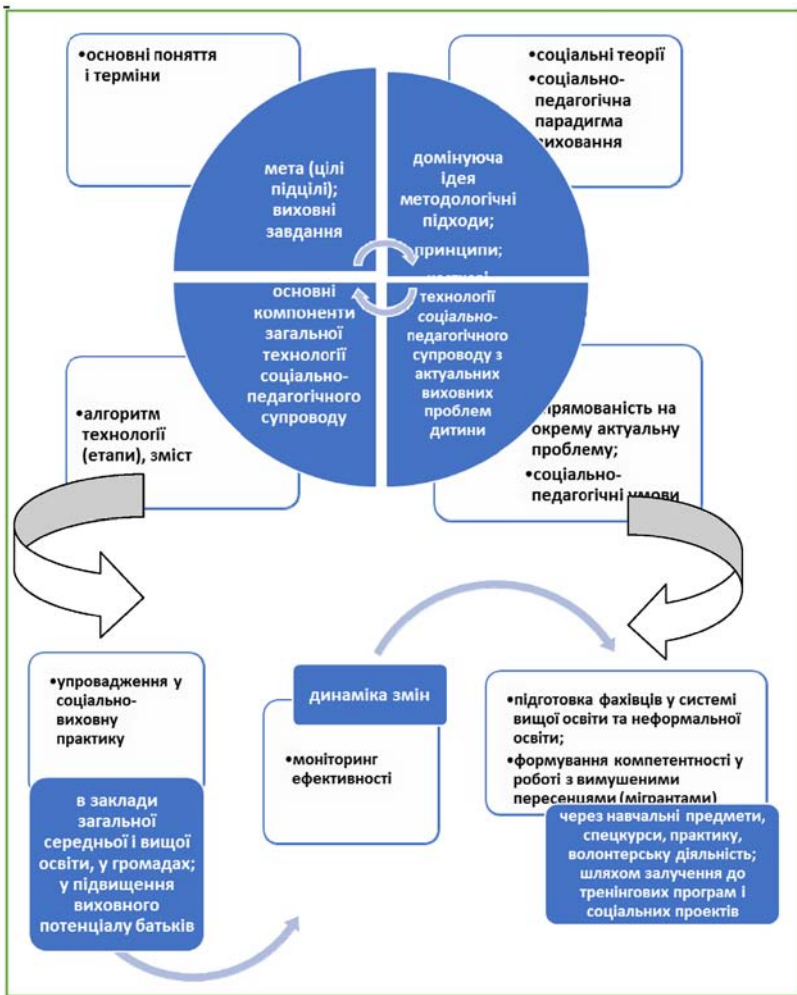 •основні поняття
і терміни
•соціальні теорії
•соціально-
педагогічна
парадигма
виховання
мета (цілі
підцілі);
виховні
завдання
домінуюча
ідея
методологічні
підходи;
принципи;
основні
компоненти
загальної
технології
соціально-
педагогічного
супроводу
технології
соціально-
педагогічного
супроводу з
актуальних
виховних
проблем
дитини
•алгоритм
технології
(етапи), зміст
окрему актуальну
проблему;
•соціально-
педагогічні умови
•упровадження у
соціально-
виховну
практику
в заклади
загальної
середньої і вищої
освіти, у громадах;
у підвищення
виховного
потенціалу батьків
динаміка змін
•моніторинг
ефективності
•підготовка фахівців у системі
вищої освіти та неформальної
освіти;
•формування компетентності у
роботі з вимушеними
пересенцями (мігрантами)
через навчальні предмети,
спецкурси, практику,
волонтерську діяльність;
шляхом залучення до
тренінгових програм і
соціальних проектів